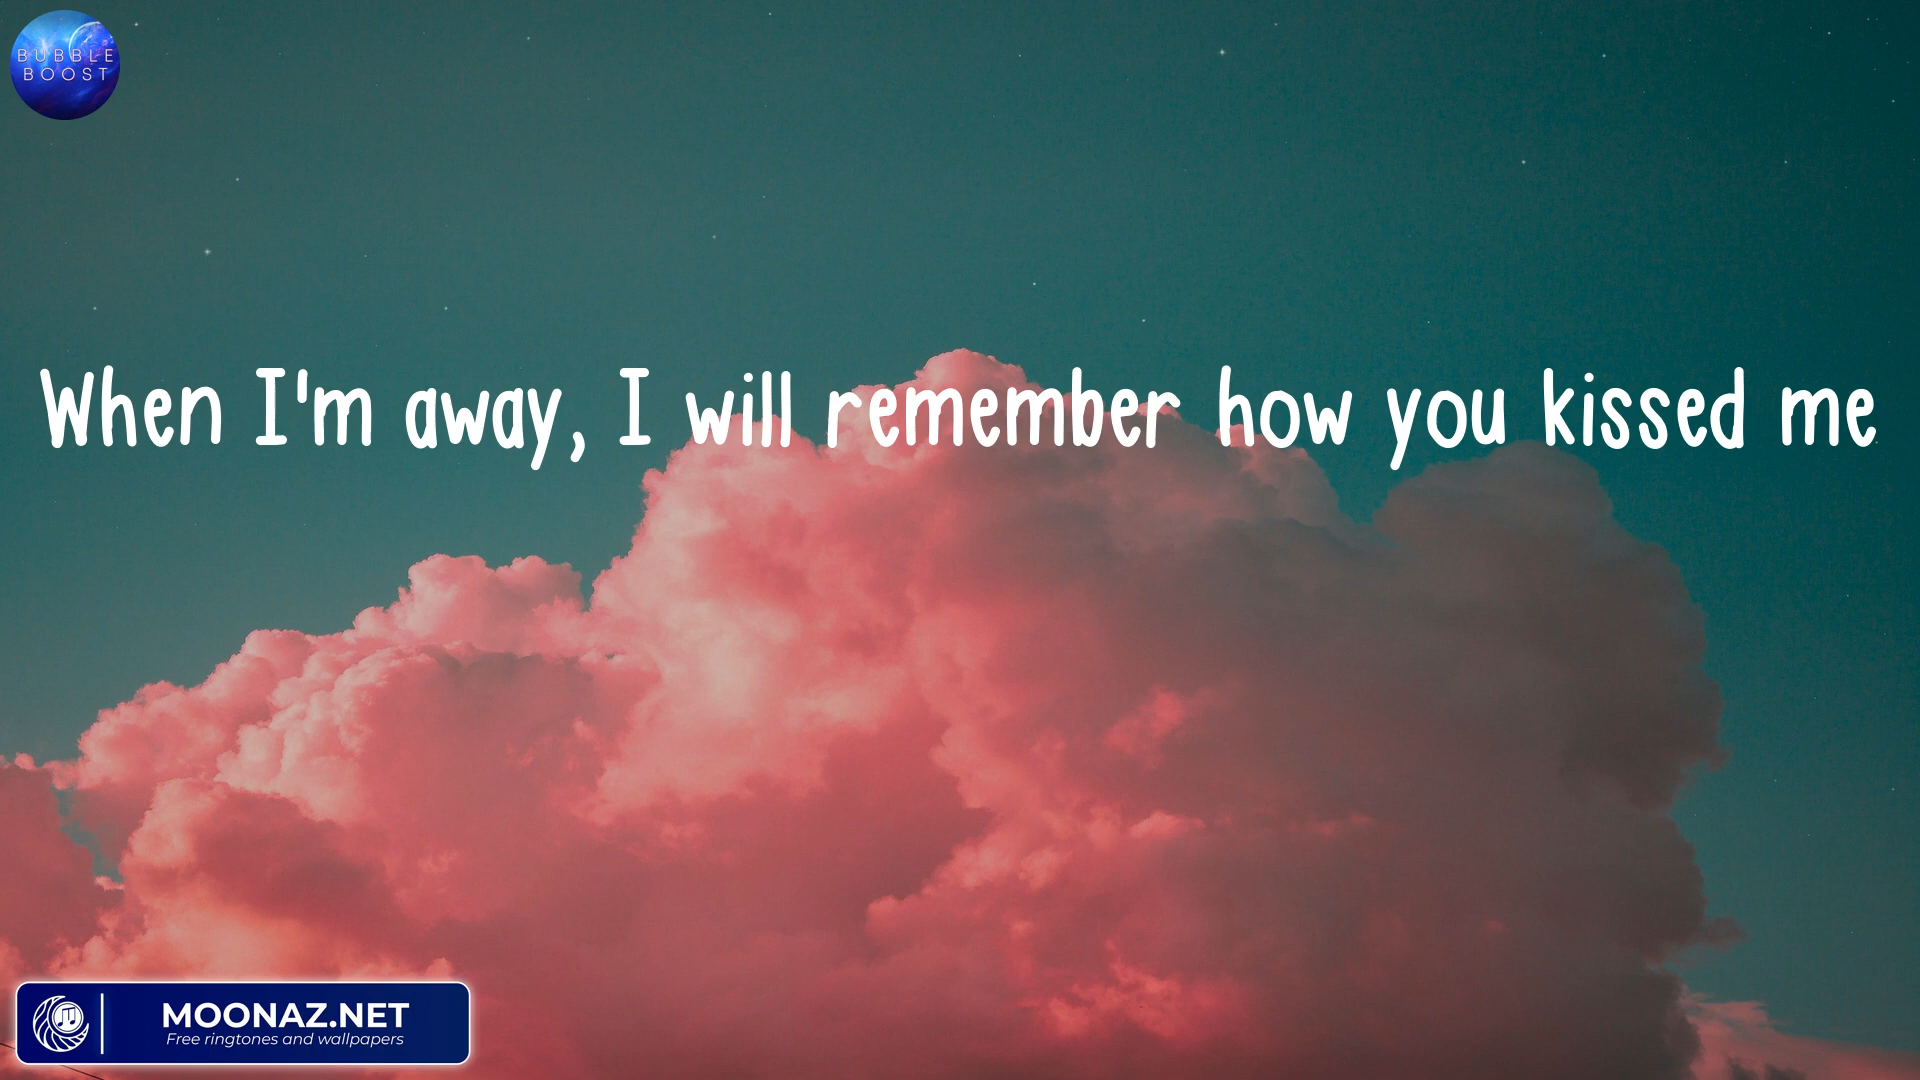 BUBBLE
BOOST
When I'm away, I will remember how you kissed me
MOONAZ.NET
Free ringtones and wallpapers